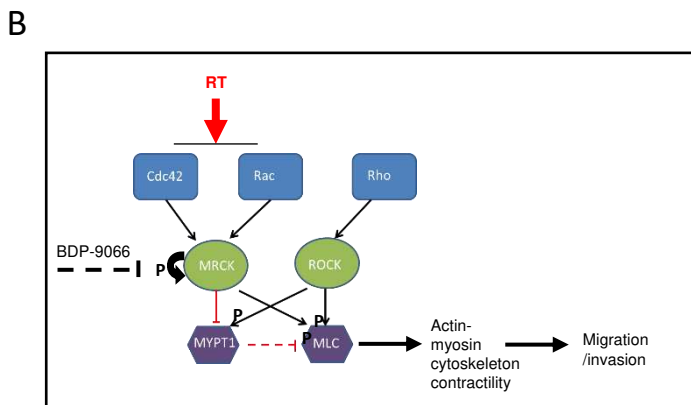 B
RT
Cdc42
Rac
Rho
BDP-9066
P
MRCK
ROCK
P
P
P
MYPT1
MLC
Actin-
myosin
cytoskeleton
contractility
Migration
/invasion